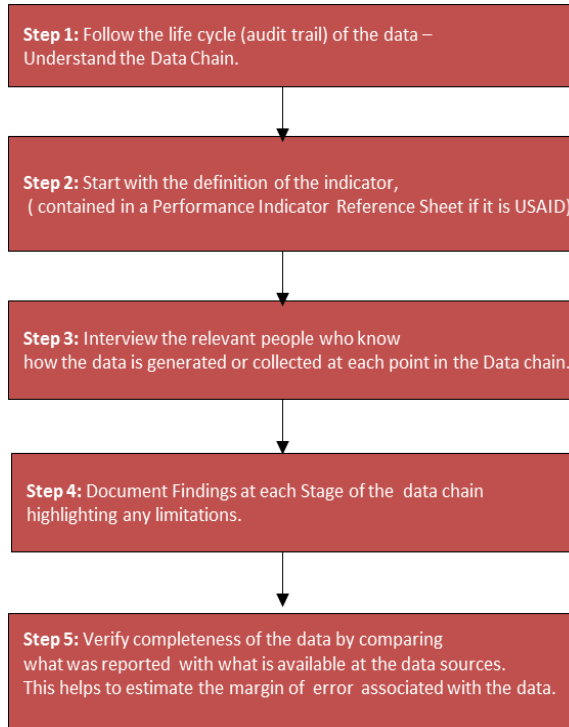 Step 1: Follow the life cycle (audit trail) of the data –
Understand the Data Chain.
Step 2: Start with the definition of the indicator,
( contained in a Performance Indicator Reference Sheet if it is USAID)
Step 3: Interview the relevant people who know
how the data is generated or collected at each point in the Data chain.
Step 4: Document Findings at each Stage of the data chain
highlighting any limitations.
Step 5: Verify completeness of the data by comparing
what was reported with what is available at the data sources.
This helps to estimate the margin of error associated with the data.